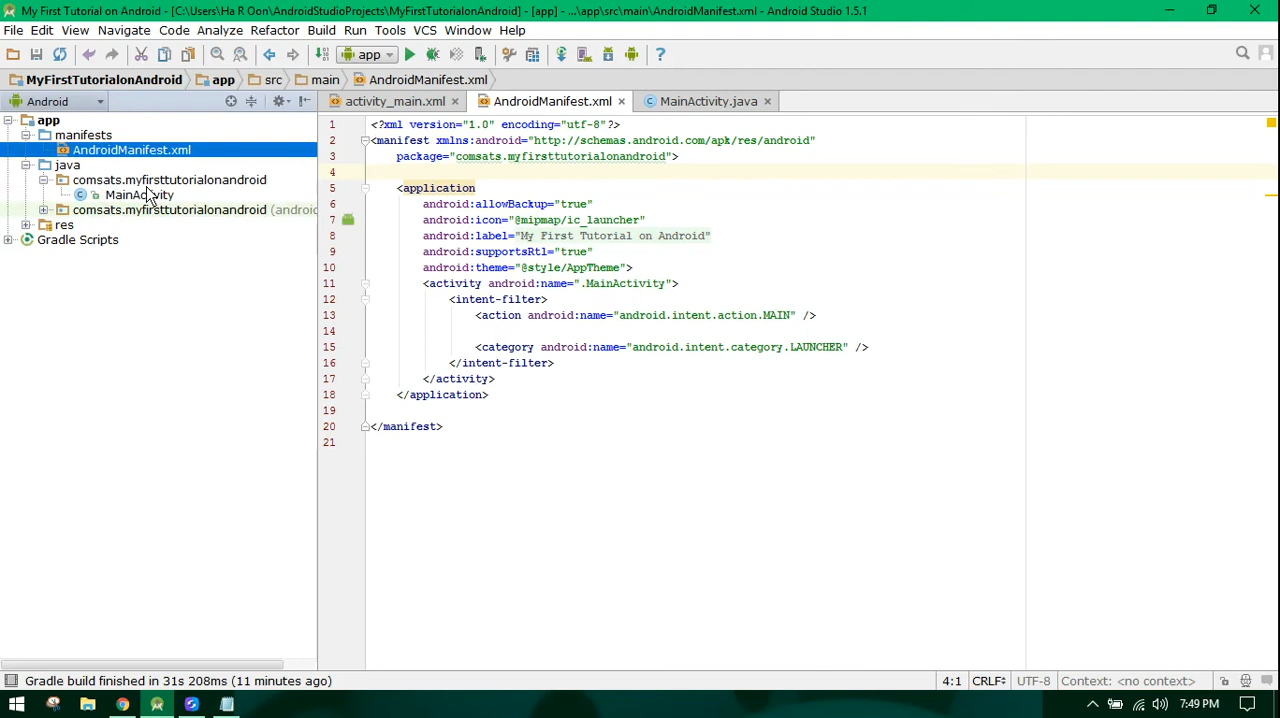 My First Tutorial on Android - [C:\Users\Ha R Oon\AndroidStudioProjects\MyFirstTutorialonAndroid] - [app] - ...\app\src\main\AndroidManifest.xml - Android Studio 1.5.1
File Edit View Navigate Code Analyze Refactor Build Run Tools VCS Window Help
app
MyFirstTutorialonAndroid app src main AndroidManifest.xml
Android activity_main.xml AndroidManifest.xml MainActivity.java
app
manifests
AndroidManifest.xml
java
comsats.myfirsttutorialonandroid
MainActivity
comsats.myfirsttutorialonandroid (androi
res
Gradle Scripts
1 <?xml version="1.0" encoding="utf-8"?>
2 <manifest xmlns:android="http://schemas.android.com/apk/res/android"
3 package="comsats.myfirsttutorialonandroid">
4
5 <application
6 android:allowBackup="true"
7 android:icon="@mipmap/ic_launcher"
8 android:label="My First Tutorial on Android"
9 android:supportsRtl="true"
10 android:theme="@style/AppTheme">
11 <activity android:name=".MainActivity">
12 <intent-filter>
13 <action android:name="android.intent.action.MAIN" />
14
15 <category android:name="android.intent.category.LAUNCHER" />
16 </intent-filter>
17 </activity>
18 </application>
19
20 </manifest>
21
Gradle build finished in 31s 208ms (11 minutes ago) 4:1 CRLF UTF-8 Context: <no context>
7:49 PM